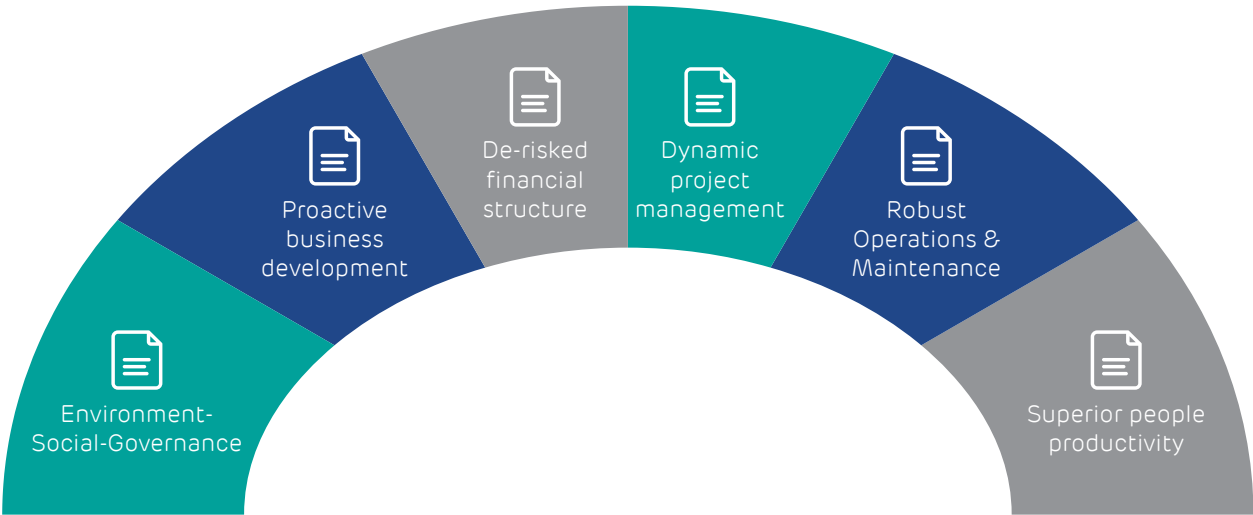 Environment-
Social-Governance
Proactive
business
development
De-risked
financial
structure
Dynamic
project
management
Robust
Operations &
Maintenance
Superior people
productivity